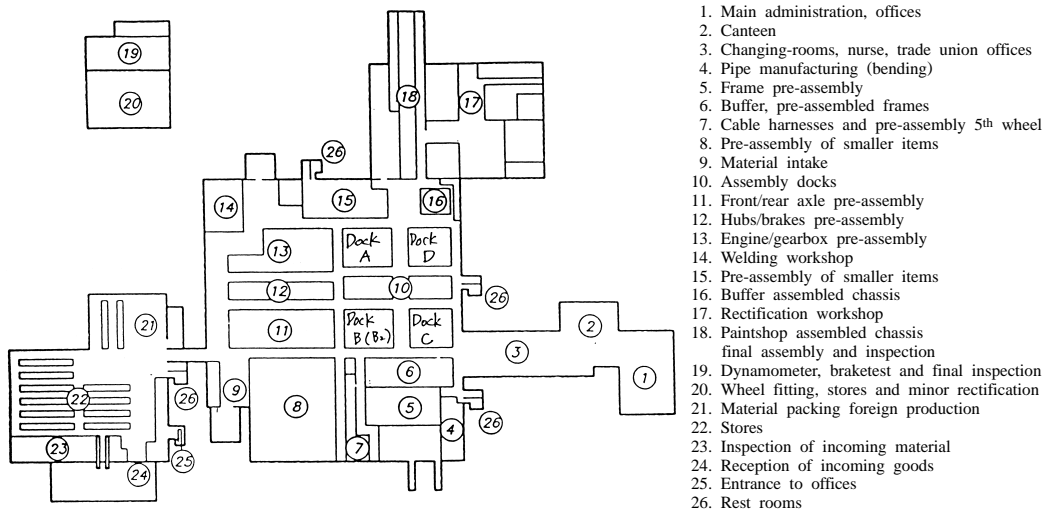 19
20
18
17
26
14
15
16
13
Dock
A
Dock
D
12
10
26
11
Dock
B (B₂)
Dock
C
21
2
3
1
22
26
9
8
6
5
7
4
26
23
24
25
1. Main administration, offices
2. Canteen
3. Changing-rooms, nurse, trade union offices
4. Pipe manufacturing (bending)
5. Frame pre-assembly
6. Buffer, pre-assembled frames
7. Cable harnesses and pre-assembly 5th wheel
8. Pre-assembly of smaller items
9. Material intake
10. Assembly docks
11. Front/rear axle pre-assembly
12. Hubs/brakes pre-assembly
13. Engine/gearbox pre-assembly
14. Welding workshop
15. Pre-assembly of smaller items
16. Buffer assembled chassis
17. Rectification workshop
18. Paintshop assembled chassis
final assembly and inspection
19. Dynamometer, braketest and final inspection
20. Wheel fitting, stores and minor rectification
21. Material packing foreign production
22. Stores
23. Inspection of incoming material
24. Reception of incoming goods
25. Entrance to offices
26. Rest rooms